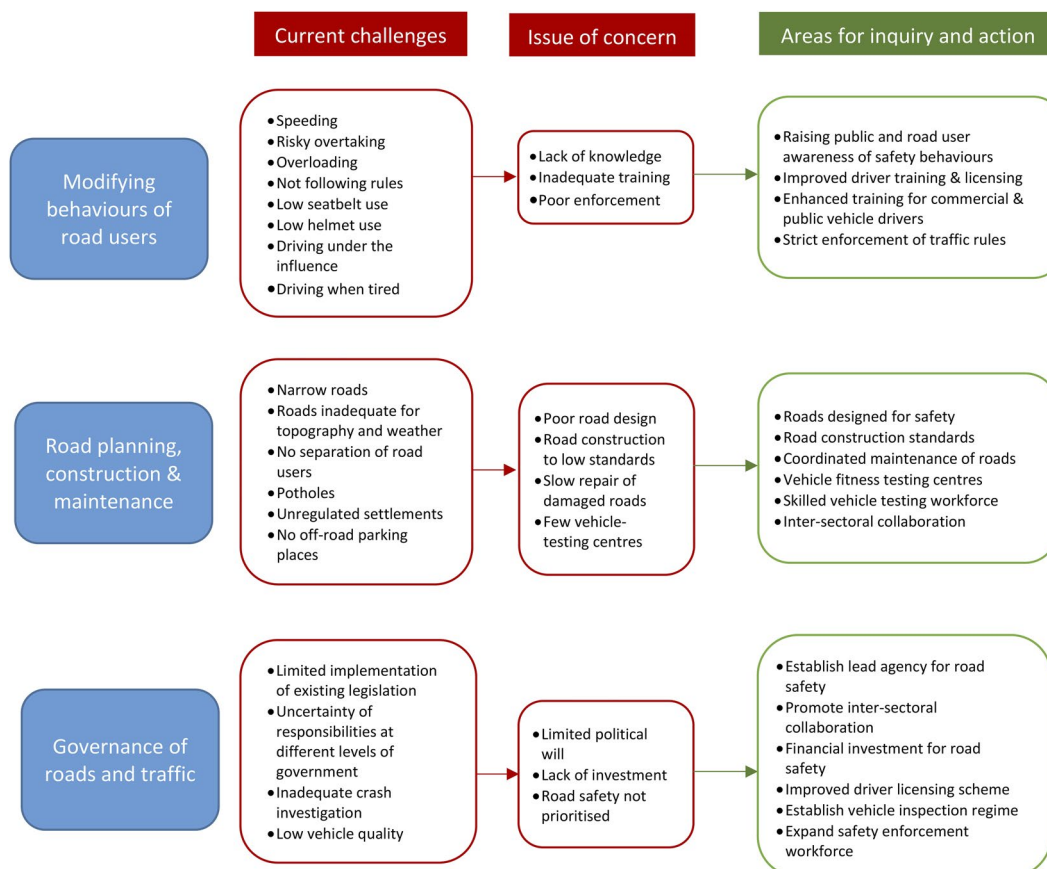 Current challenges
Issue of concern
Areas for inquiry and action
Modifying
behaviours of
road users
• Speeding
• Risky overtaking
• Overloading
• Not following rules
• Low seatbelt use
• Low helmet use
• Driving under the
influence
• Driving when tired
• Lack of knowledge
• Inadequate training
• Poor enforcement
• Raising public and road user
awareness of safety behaviours
• Improved driver training & licensing
• Enhanced training for commercial &
public vehicle drivers
• Strict enforcement of traffic rules
Road planning,
construction &
maintenance
• Narrow roads
• Roads inadequate for
topography and weather
• No separation of road
users
• Potholes
• Unregulated settlements
• No off-road parking
places
• Poor road design
• Road construction
to low standards
• Slow repair of
damaged roads
• Few vehicle-
testing centres
• Roads designed for safety
• Road construction standards
• Coordinated maintenance of roads
• Vehicle fitness testing centres
• Skilled vehicle testing workforce
• Inter-sectoral collaboration
Governance of
roads and traffic
• Limited implementation
of existing legislation
• Uncertainty of
responsibilities at
different levels of
government
• Inadequate crash
investigation
• Low vehicle quality
• Limited political
will
• Lack of investment
• Road safety not
prioritised
• Establish lead agency for road
safety
• Promote inter-sectoral
collaboration
• Financial investment for road
safety
• Improved driver licensing scheme
• Establish vehicle inspection regime
• Expand safety enforcement
workforce